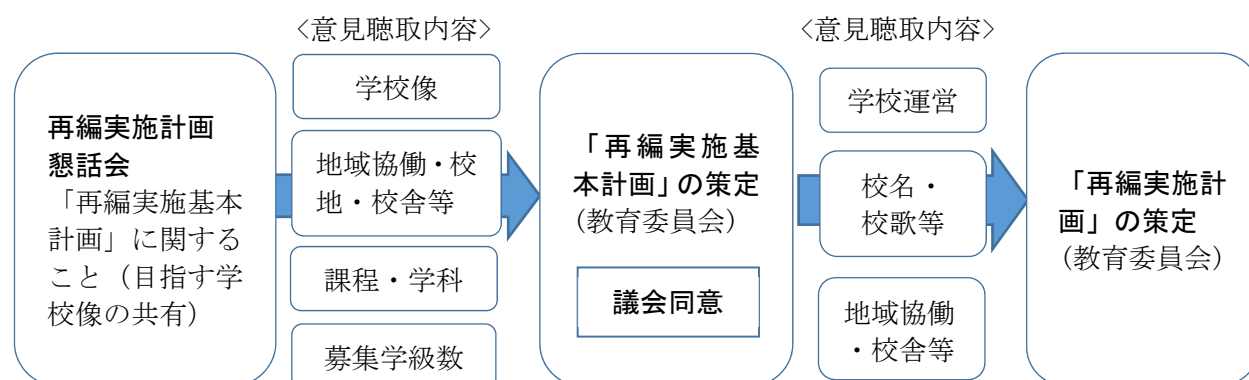 <意見聴取内容>
<意見聴取内容>
再編実施計画
懇話会
「再編実施基本
計画」に関する
こと（目指す学
校像の共有）
学校像
地域協働・校
地・校舎等
課程・学科
募集学級数
「再編実施基
本計画」の策定
（教育委員会）
議会同意
学校運営
校名・
校歌等
地域協働
・校舎等
「再編実施計
画」の策定
（教育委員会）